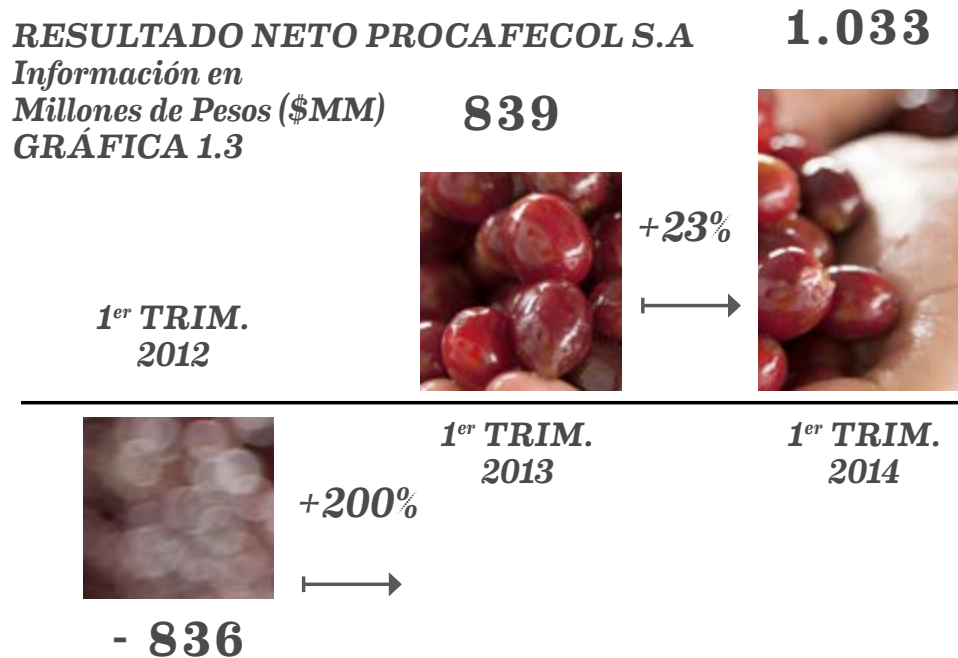 RESULTADO NETO PROCAFECOL S.A
Información en
Millones de Pesos ($MM)
GRÁFICA 1.3
1.033
839
+23%
1er TRIM.
2012
1er TRIM.
2013
1er TRIM.
2014
+200%
- 836